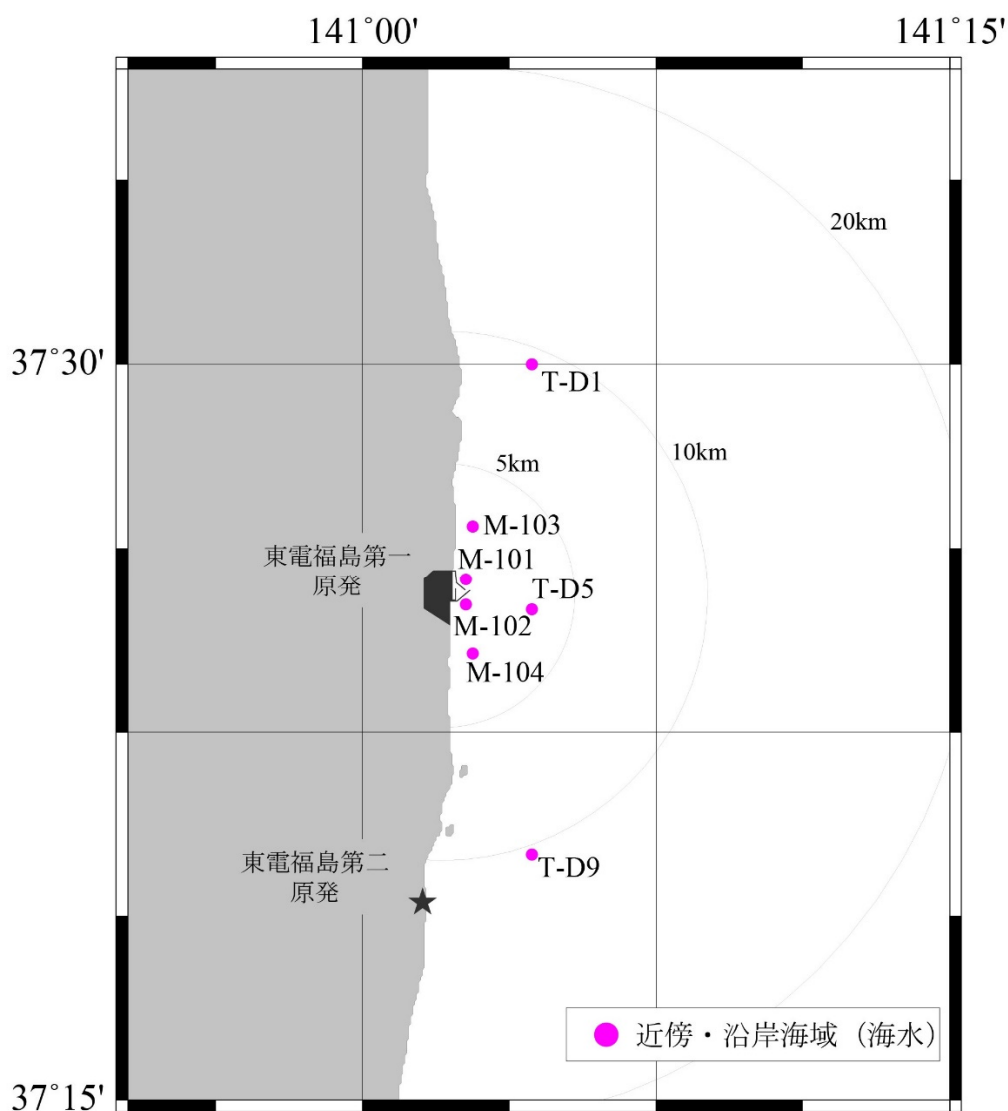 141°00'
141°15'
20km
37°30'
T-D1
10km
5km
M-103
東電福島第一
原発
M-101
T-D5
M-102
M-104
東電福島第二
原発
T-D9
近傍・沿岸海域（海水）
37°15'